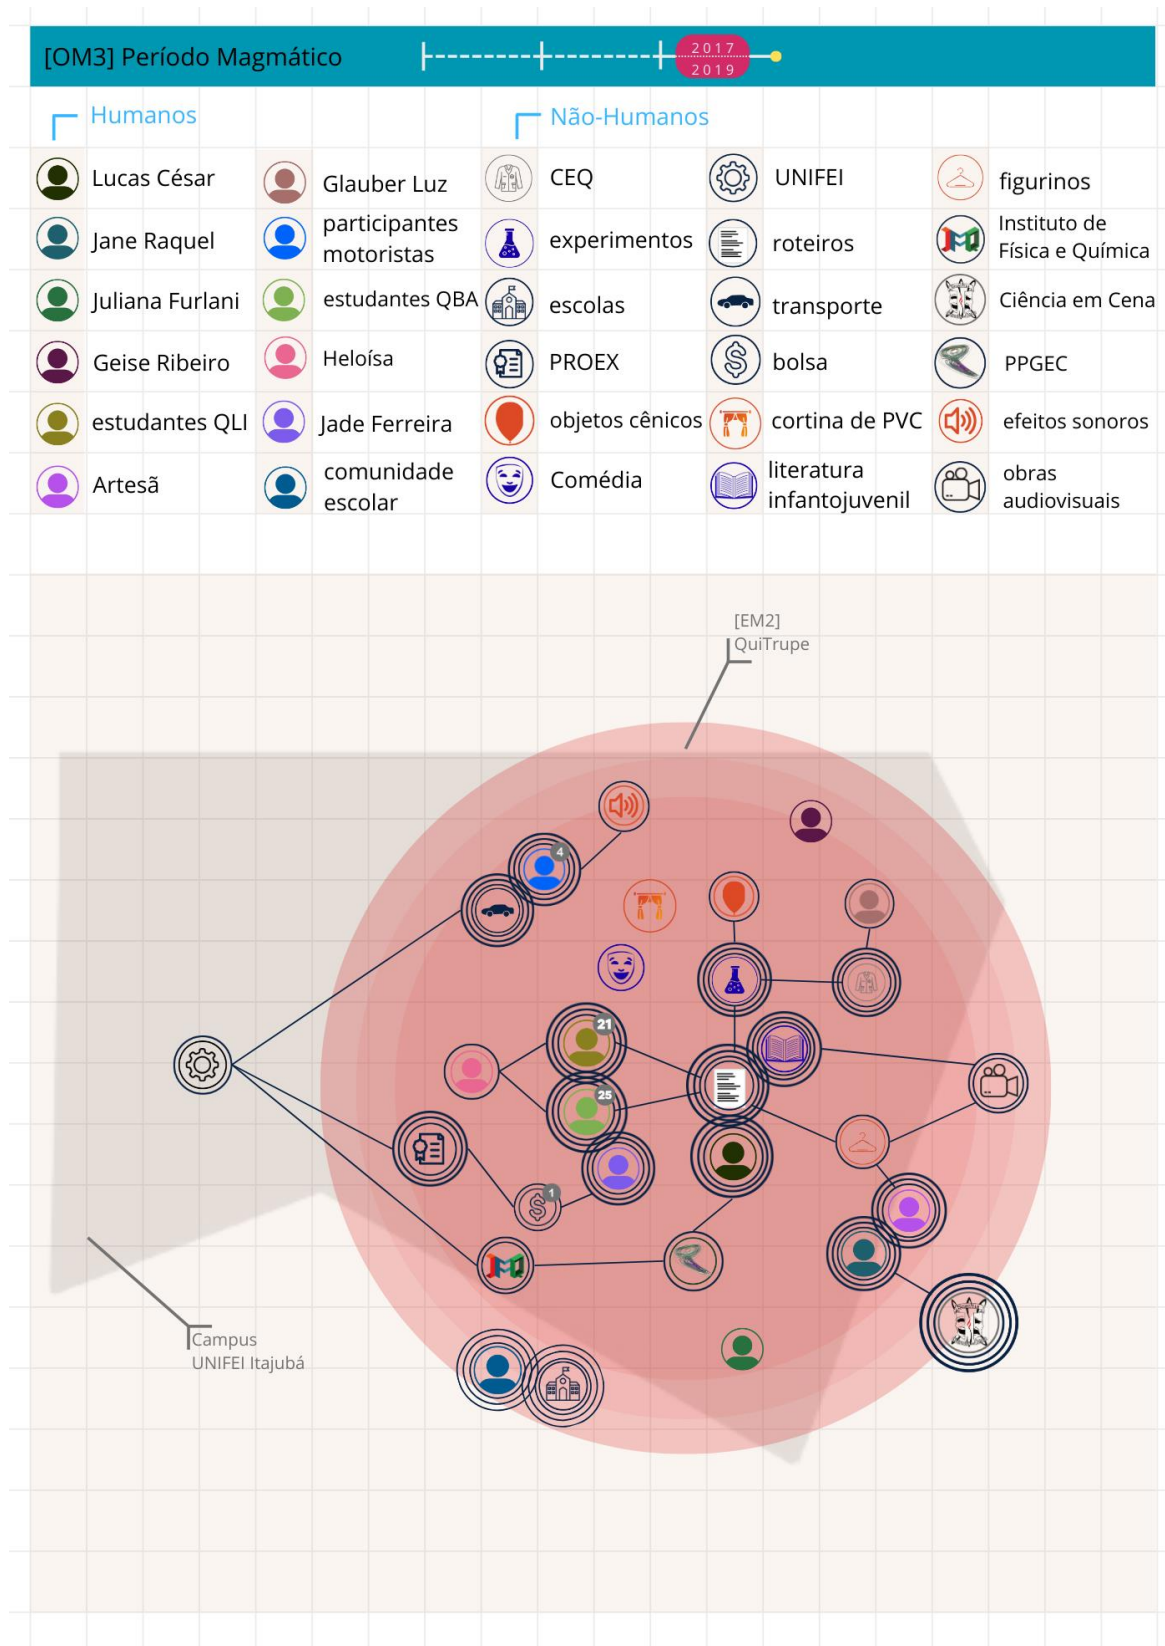 [OM3] Período Magmático
2017
2019
Humanos
Não-Humanos
Lucas César
Glauber Luz
CEQ
UNIFEI
figurinos
Jane Raquel
participantes
motoristas
experimentos
roteiros
Instituto de
Física e Química
Juliana Furlani
estudantes QBA
escolas
transporte
Ciência em Cena
Geise Ribeiro
Heloísa
PROEX
bolsa
PPGEC
estudantes QLI
Jade Ferreira
objetos cênicos
cortina de PVC
efeitos sonoros
Artesã
comunidade
escolar
Comédia
literatura
infantojuvenil
obras
audiovisuais
[EM2]
QuiTrupe
4
21
25
1
Campus
UNIFEI Itajubá